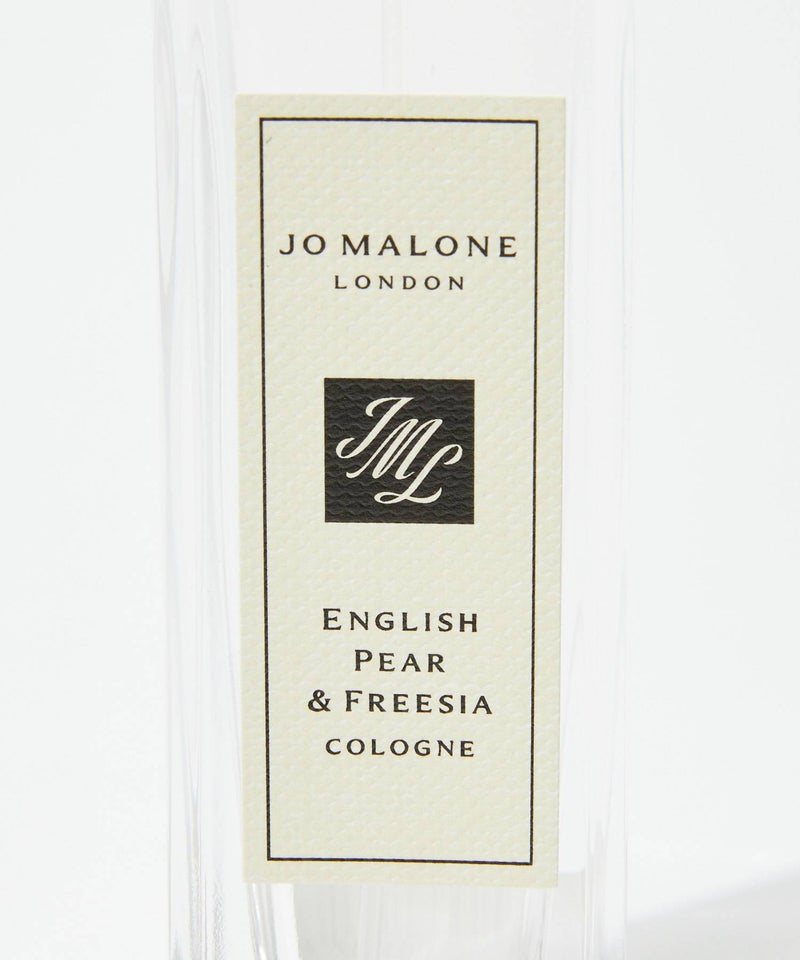 JO MALONE
LONDON
JML
ENGLISH
PEAR
& FREESIA
COLOGNE